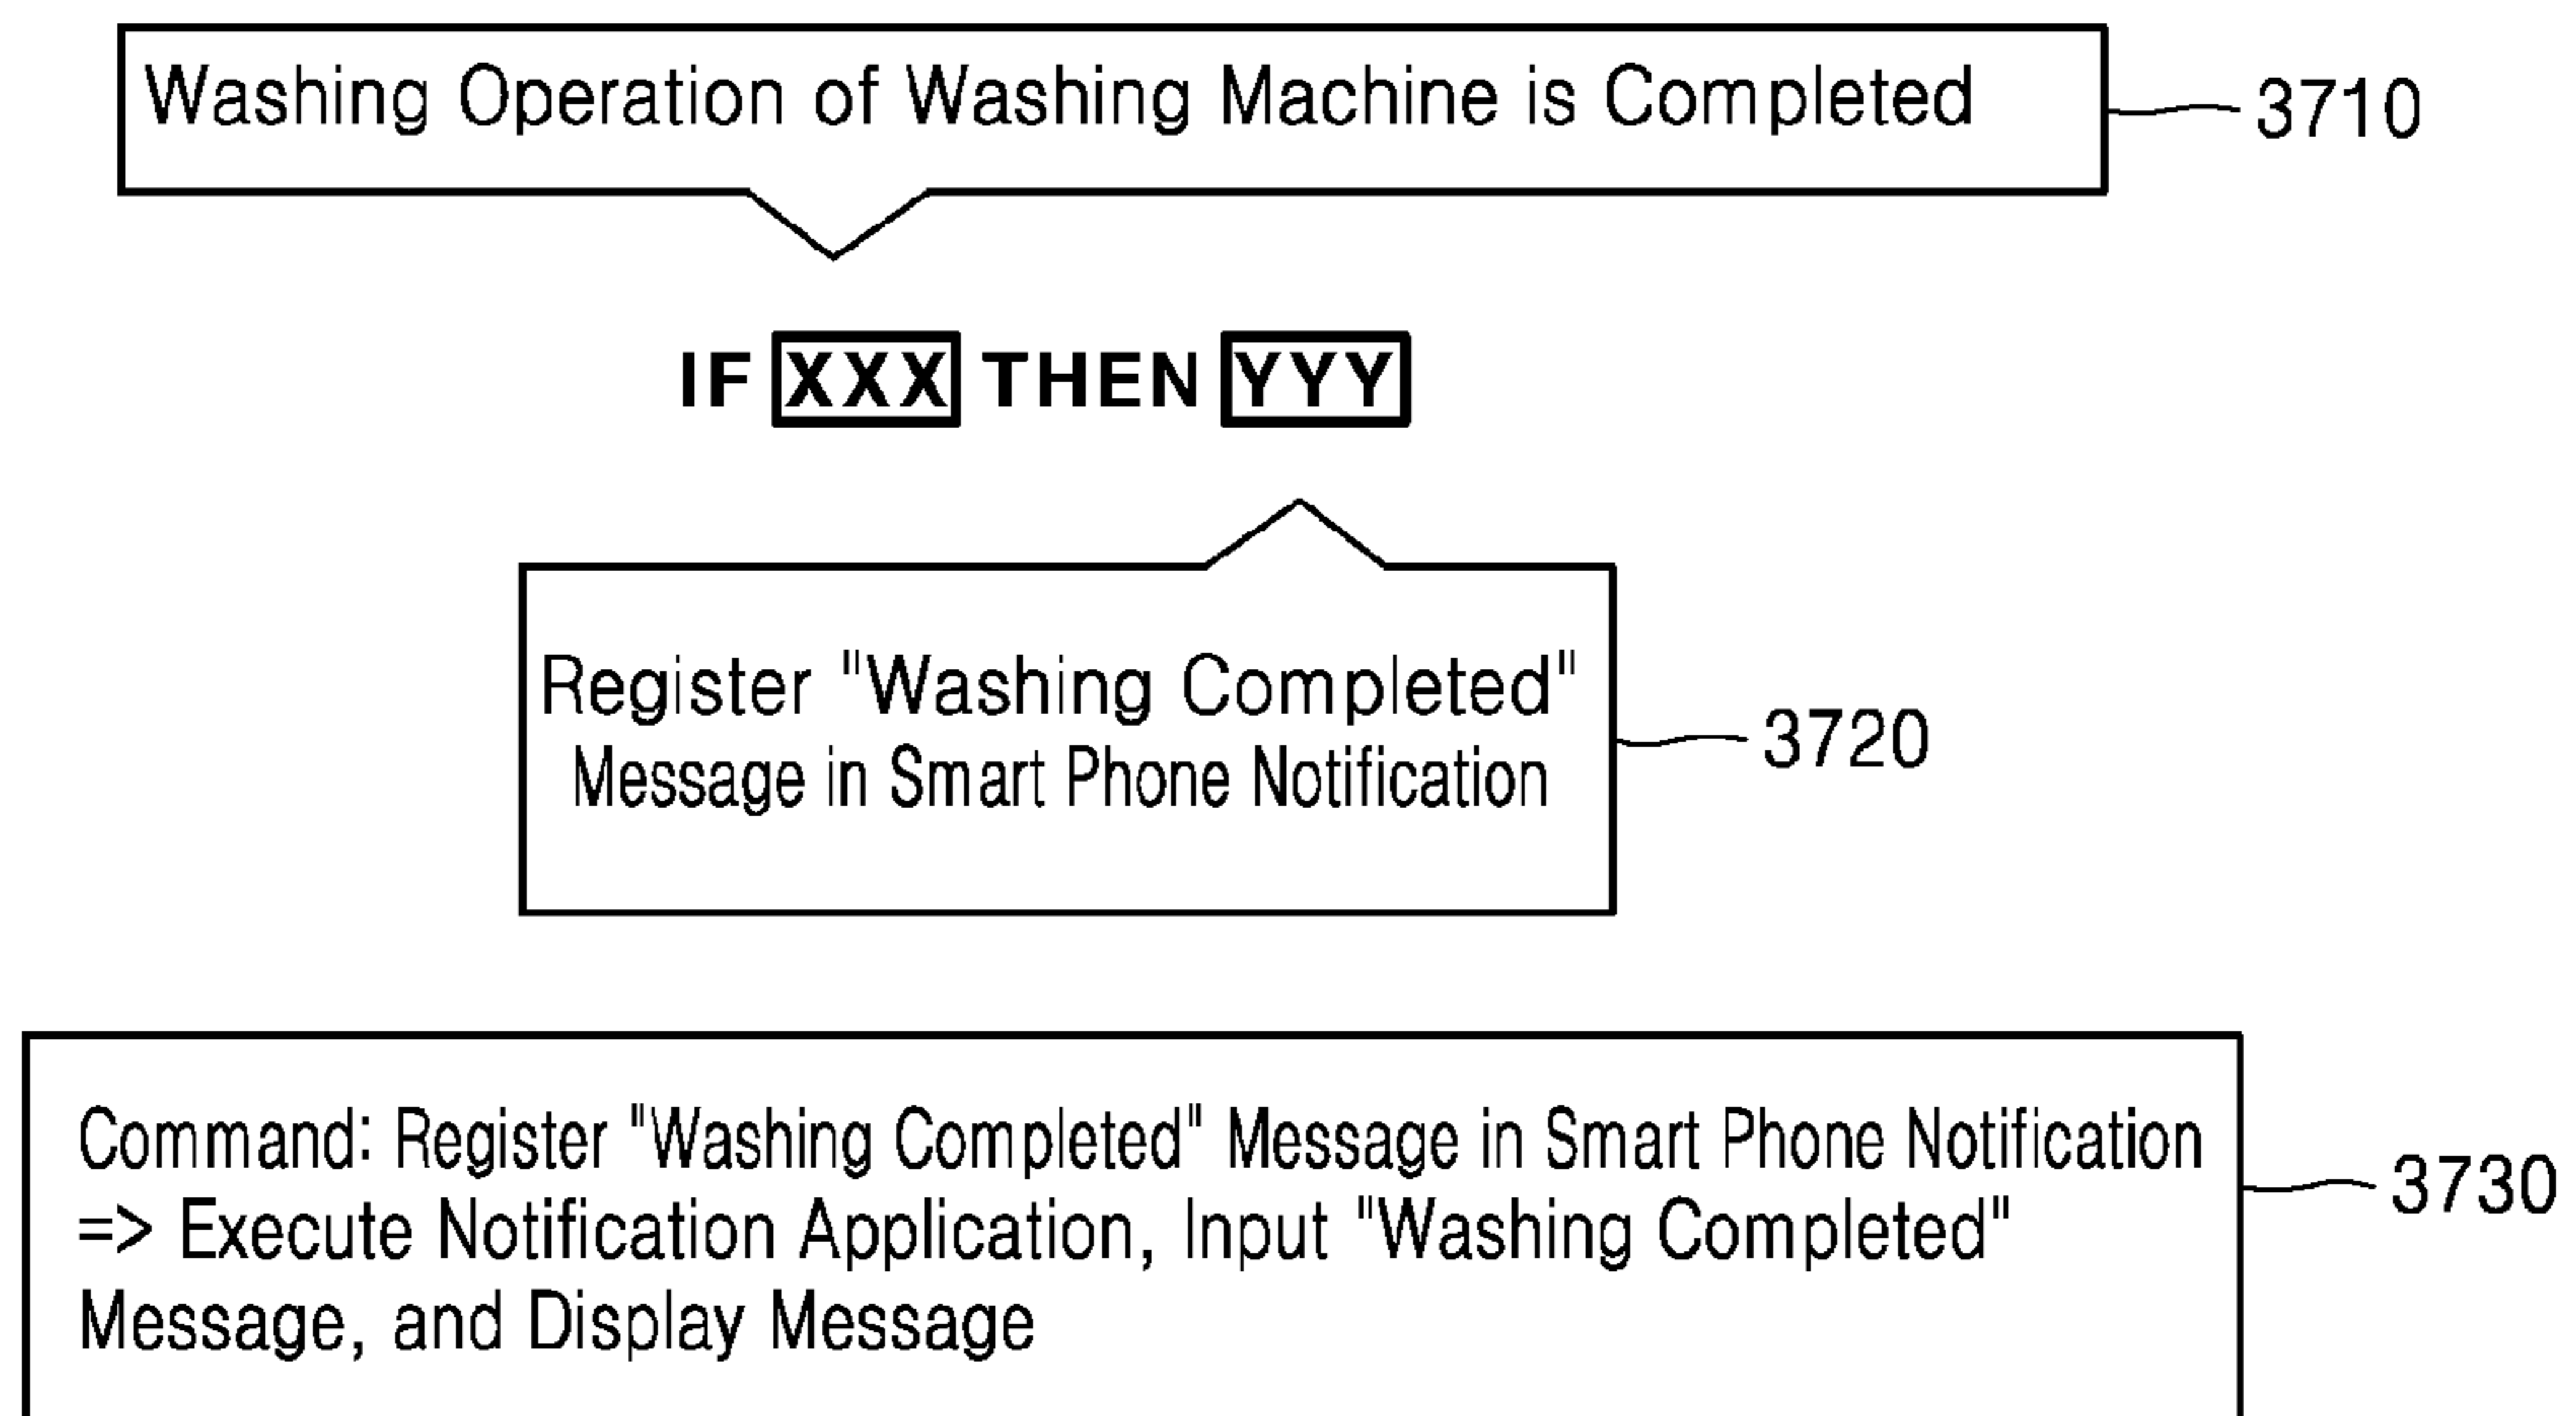 Washing Operation of Washing Machine is Completed
3710
IF XXX THEN YYY
Register "Washing Completed"
Message in Smart Phone Notification
3720
Command: Register "Washing Completed" Message in Smart Phone Notification
=> Execute Notification Application, Input "Washing Completed"
Message, and Display Message
3730